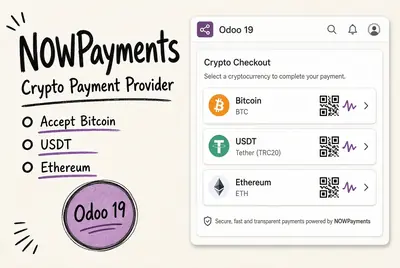 NOWPayments
Crypto Payment Provider
Accept Bitcoin
USDT
Ethereum
Odoo 19
Odoo 19
Crypto Checkout
Select a cryptocurrency to complete your payment.
Bitcoin
BTC
USDT
Tether (TRC20)
Ethereum
ETH
Secure, fast and transparent payments powered by NOWPayments